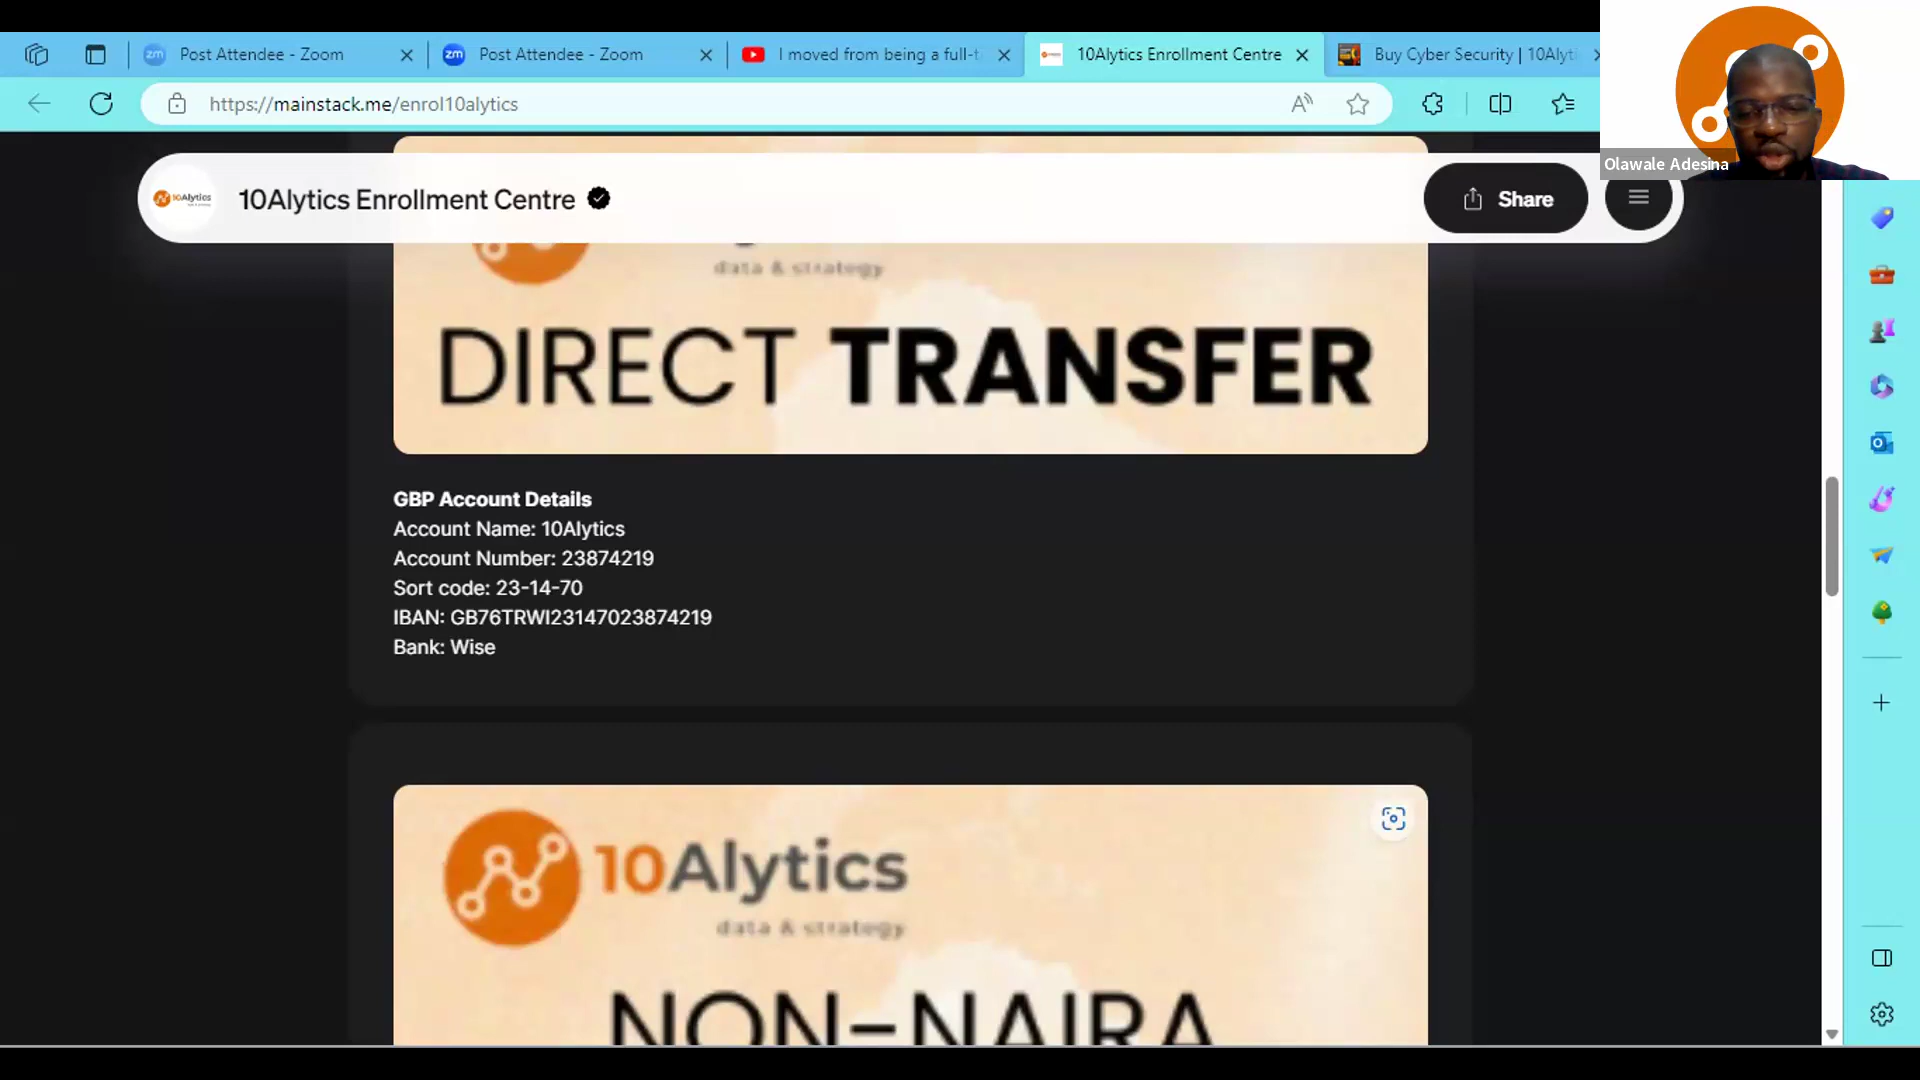 Post Attendee - Zoom
Post Attendee - Zoom
I moved from being a full-t
10Alytics Enrollment Centre
Buy Cyber Security | 10Alyti
https://mainstack.me/enrol10alytics
Olawale Adesina
10Alytics
10Alytics Enrollment Centre
Share
data & strategy
DIRECT TRANSFER
GBP Account Details
Account Name: 10Alytics
Account Number: 23874219
Sort code: 23-14-70
IBAN: GB76TRWI23147023874219
Bank: Wise
10Alytics
data & strategy
NON-NAIRA